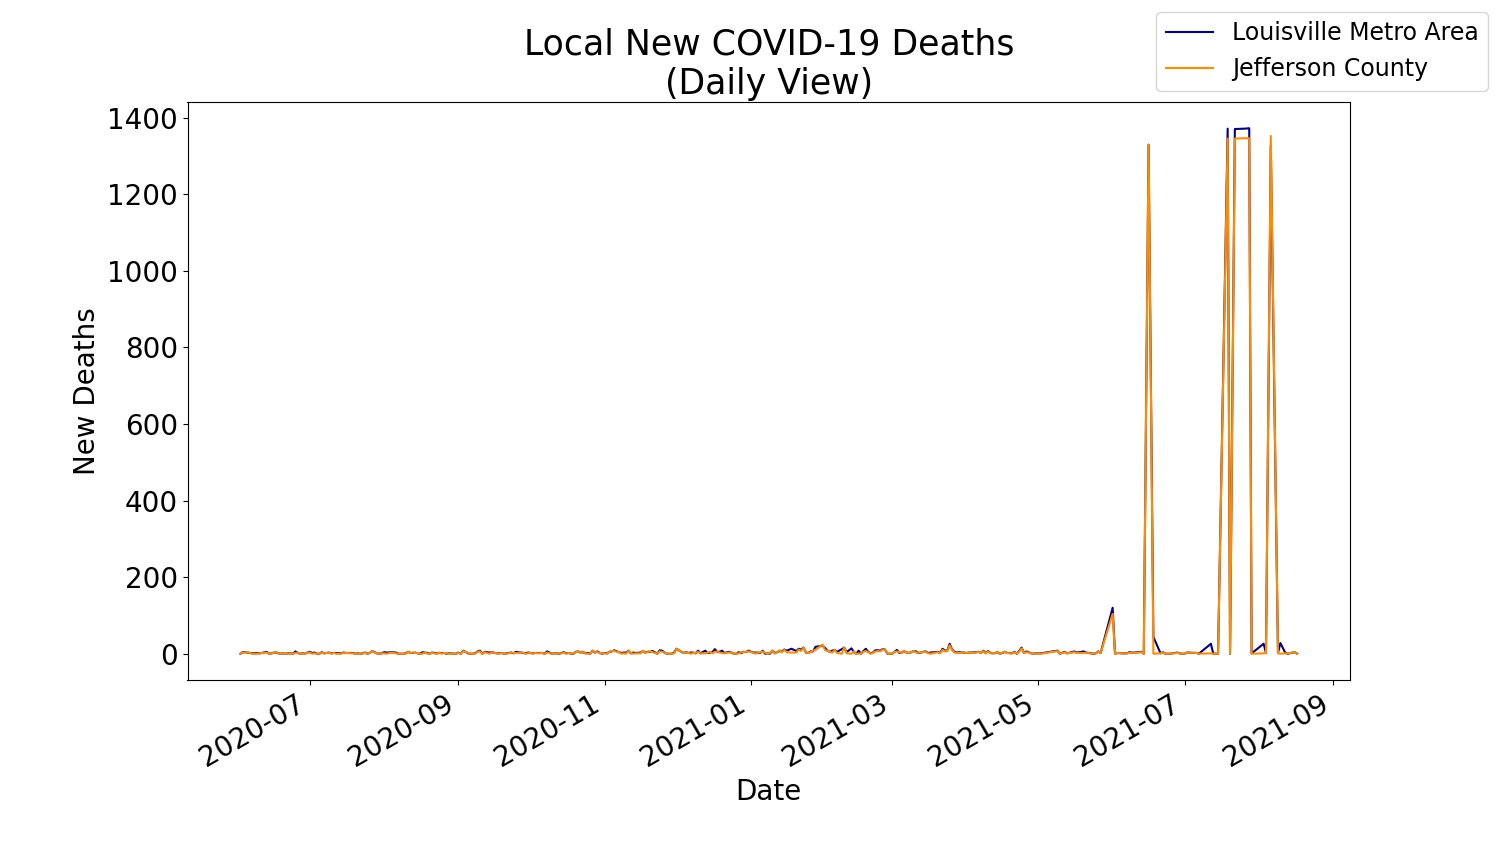 Local New COVID-19 Deaths
(Daily View)
Louisville Metro Area
Jefferson County
1400
1200
1000
800
600
400
200
0
New Deaths
2020-07
2020-09
2020-11
2021-01
2021-03
2021-05
2021-07
2021-09
Date